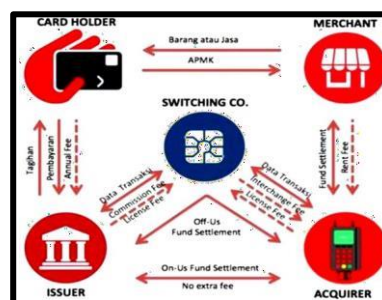 CARD HOLDER
MERCHANT
Barang atau Jasa
APMK
SWITCHING CO.
Tagihan
Pembayaran
Annual Fee
Data Transaksi
Commission Fee
License Fee
Data Transaksi
Interchange Fee
License Fee
Fund Settlement
Rent Fee
Off-Us
Fund Settlement
On-Us Fund Settlement
No extra fee
ISSUER
ACQUIRER